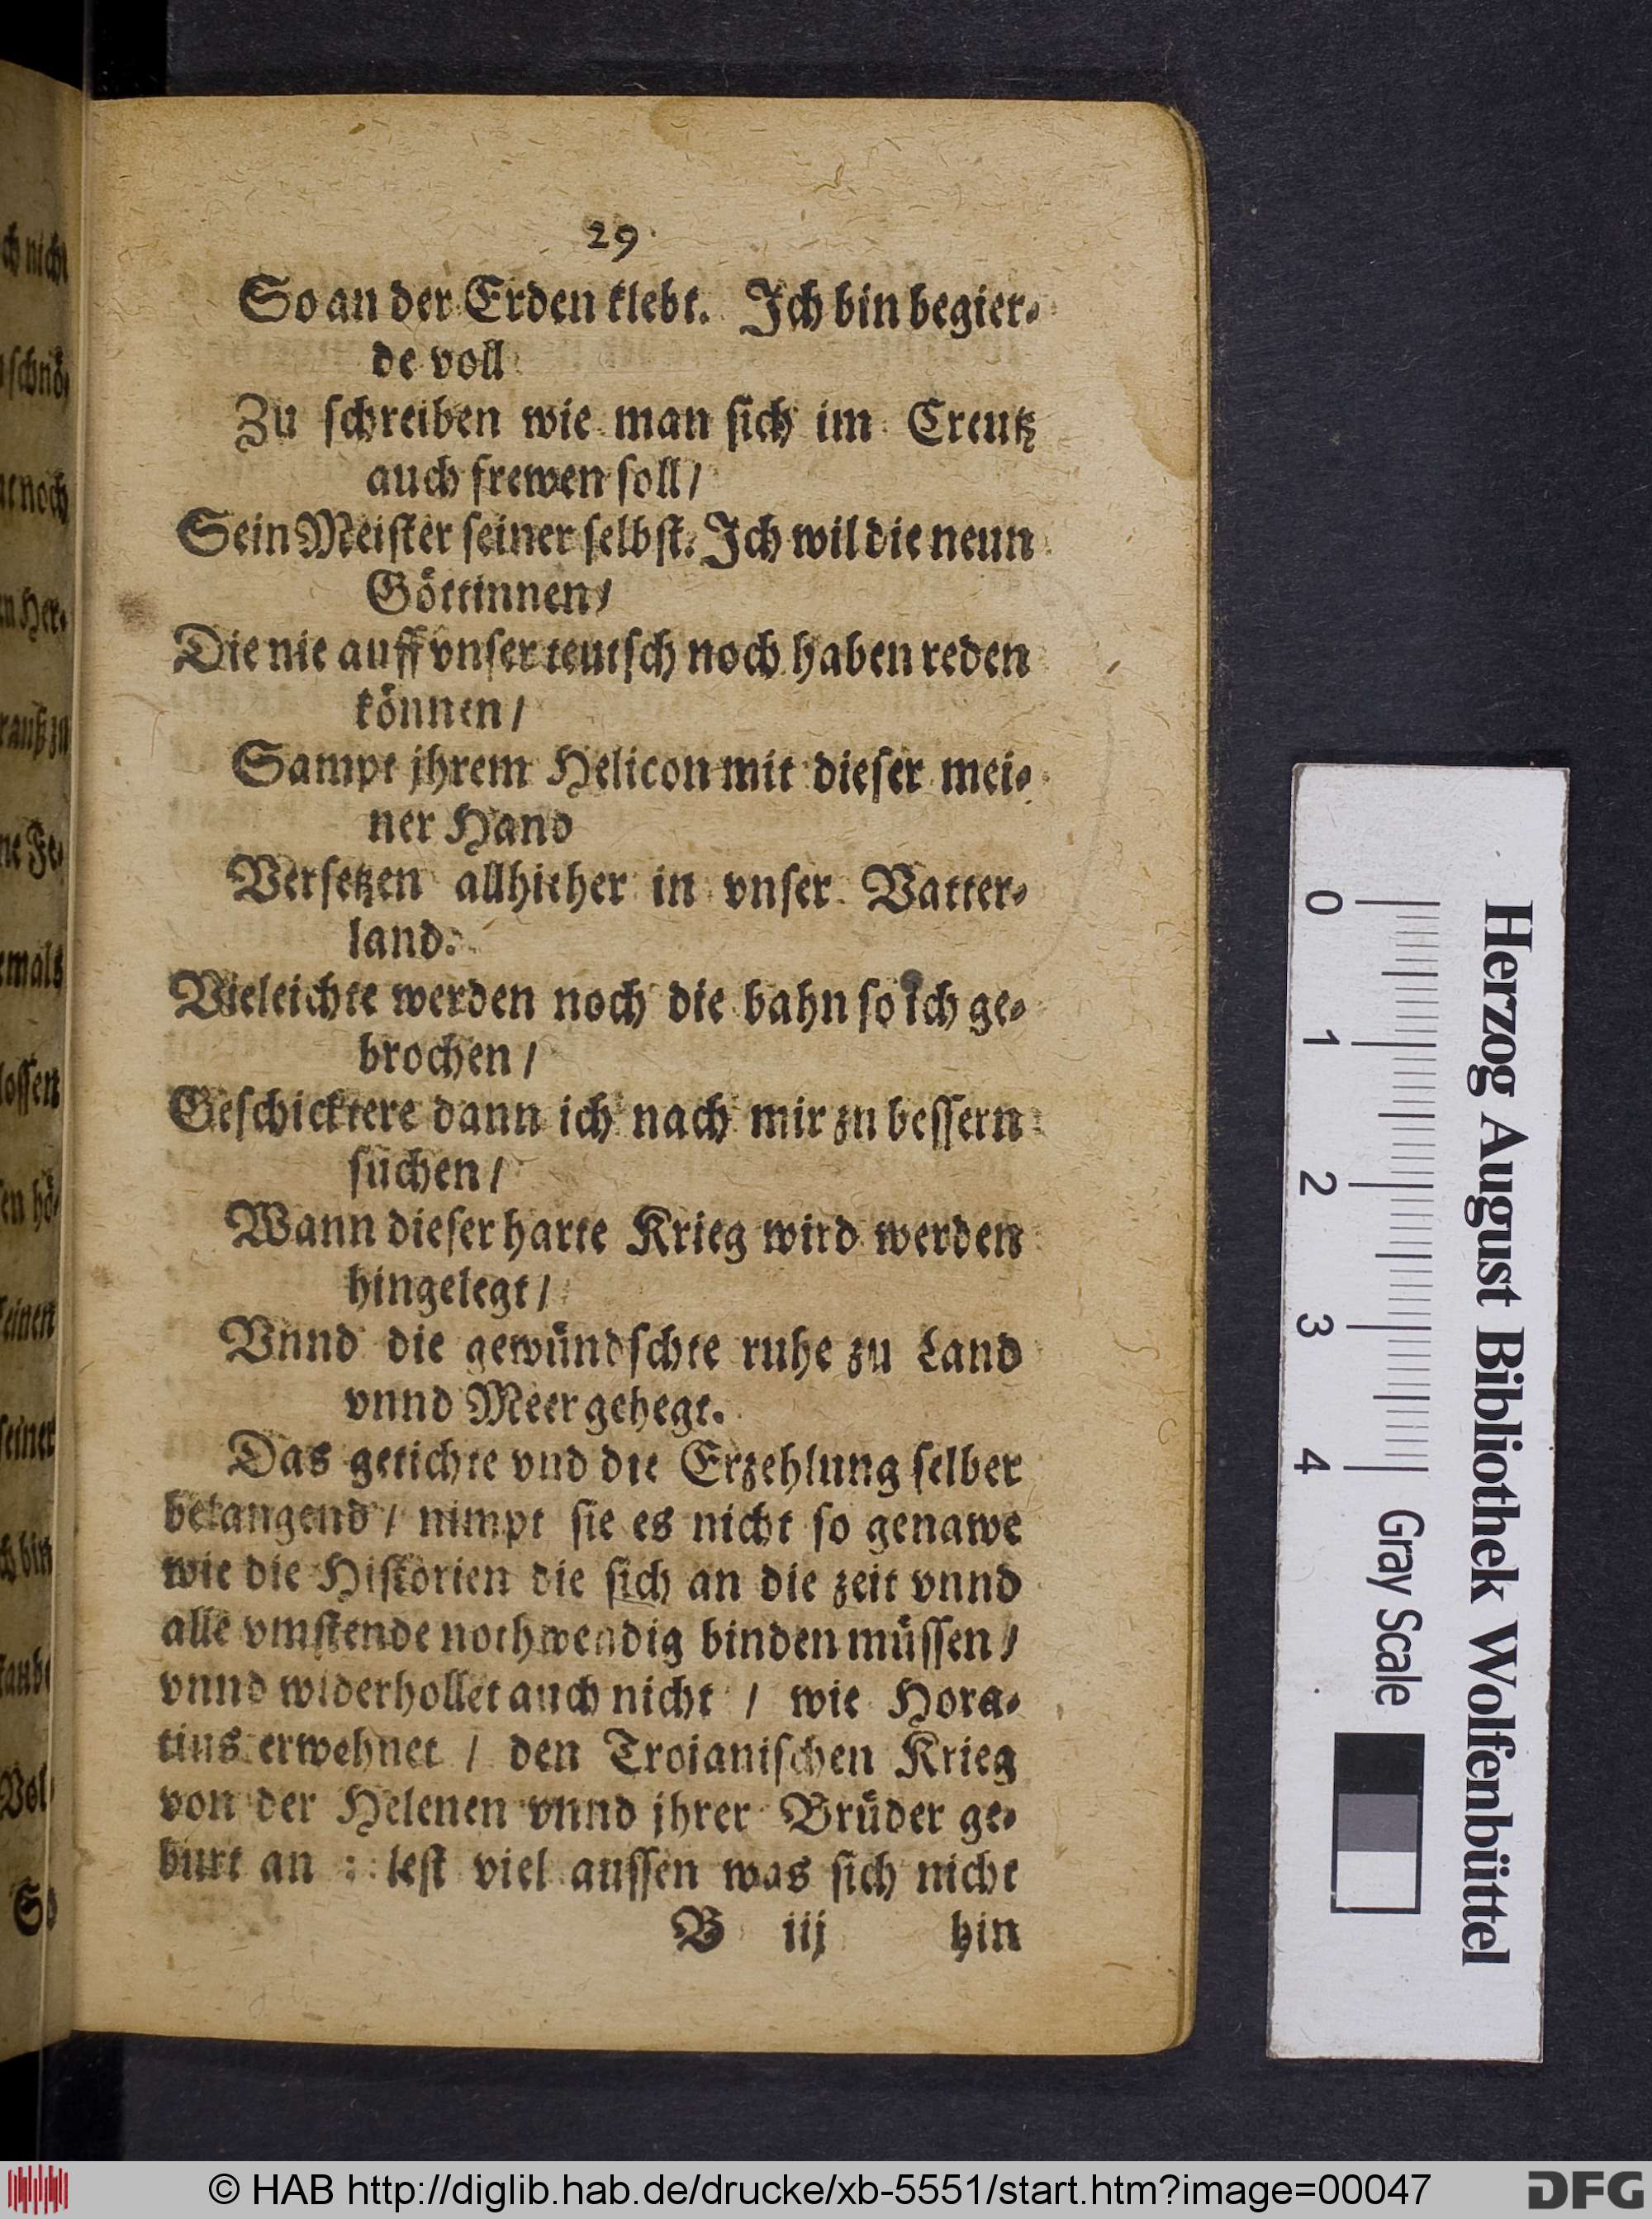 29
So an der Erden klebt. Ich bin begier-
de voll
Zu schreiben wie man sich im Creutz
auch frewen soll/
Sein Meister seiner selbst. Ich wil die neun
Göttinnen/
Die nie auff vnser teutsch noch haben reden
können/
Sampt jhrem Helicon mit dieser mei-
ner Hand
Versetzen allhieher in vnser Vatter-
land.
Vieleichte werden noch die bahn so ich ge-
brochen/
Geschicktere dann ich nach mir zu bessern
suchen/
Wann dieser harte Krieg wird werden
hingelegt/
Vnnd die gewündschte ruhe zu Land
vnnd Meer gehegt.
Das getichte vnd die Erzehlung selber
belangend/ nimpt sie es nicht so genawe
wie die Historien die sich an die zeit vnnd
alle vmstende nothwendig binden müssen/
vnnd widerhollet auch nicht / wie Hora-
tius erwehnet / den Troianischen Krieg
von der Helenen vnnd jhrer Brüder ge-
burt an : lest viel aussen was sich nicht
B iij hin
Herzog August Bibliothek Wolfenbüttel
0 1 2 3 4 Gray Scale
© HAB http://diglib.hab.de/drucke/xb-5551/start.htm?image=00047
DFG